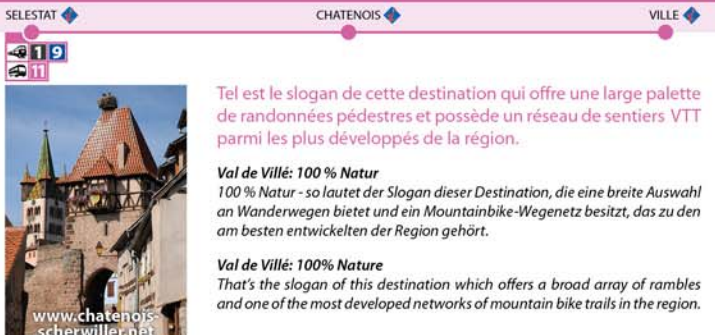 SELESTAT CHATENOIS VILLE
1 9
11
Tel est le slogan de cette destination qui offre une large palette
de randonnées pédestres et possède un réseau de sentiers VTT
parmi les plus développés de la région.
Val de Villé: 100 % Natur
100 % Natur - so lautet der Slogan dieser Destination, die eine breite Auswahl
an Wanderwegen bietet und ein Mountainbike-Wegenetz besitzt, das zu den
am besten entwickelten der Region gehört.
Val de Villé: 100% Nature
That's the slogan of this destination which offers a broad array of rambles
and one of the most developed networks of mountain bike trails in the region.
www.chatenois-
scherwiller.net